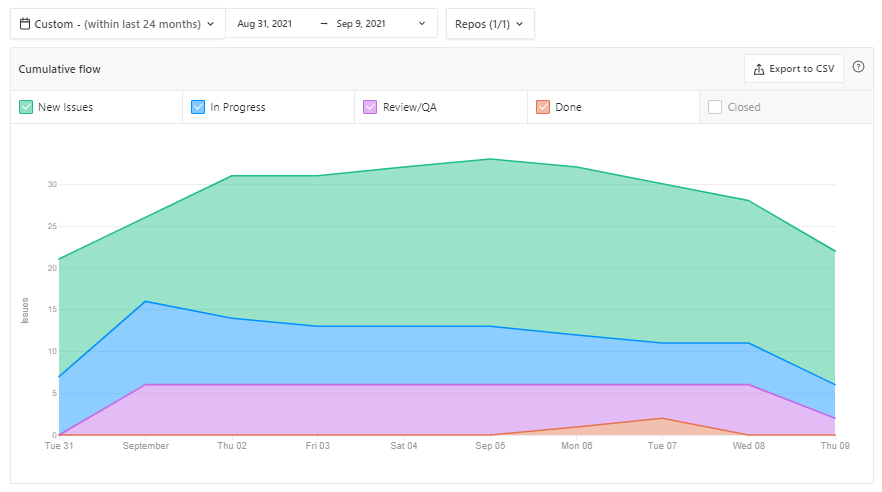 Custom - (within last 24 months) Aug 31, 2021 → Sep 9, 2021 Repos (1/1)
Cumulative flow Export to CSV ?
New Issues In Progress Review/QA Done Closed
30
25
20
15
10
5
0
Issues
Tue 31 September Thu 02 Fri 03 Sat 04 Sep 05 Mon 06 Tue 07 Wed 08 Thu 09